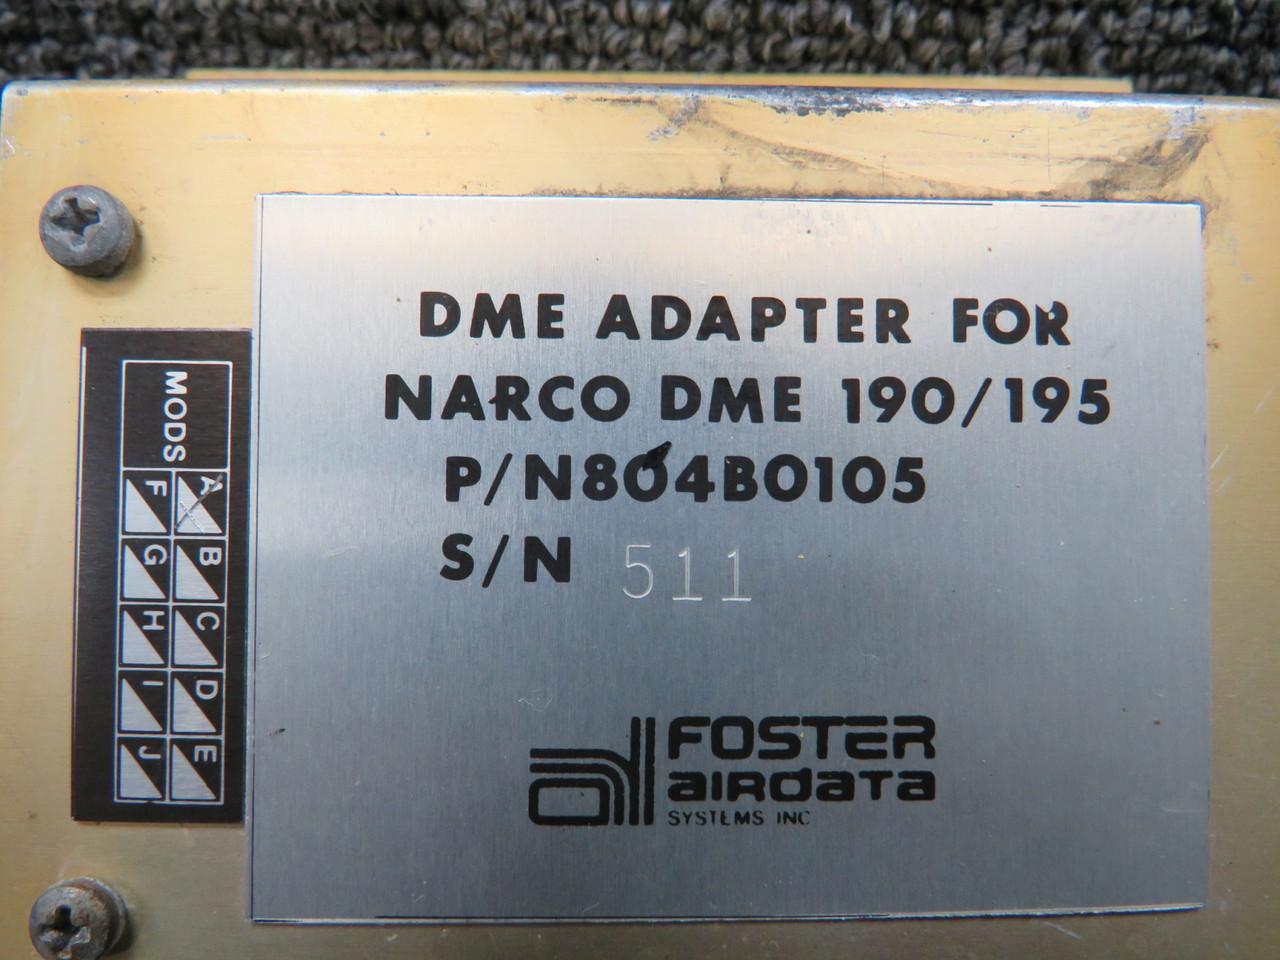 DME ADAPTER FOR
NARCO DME 190/195
P/N804B0105
S/N 511
FOSTER
aIRdaTa
SYSTEMS INC
MODS
A B C D E
F G H I J